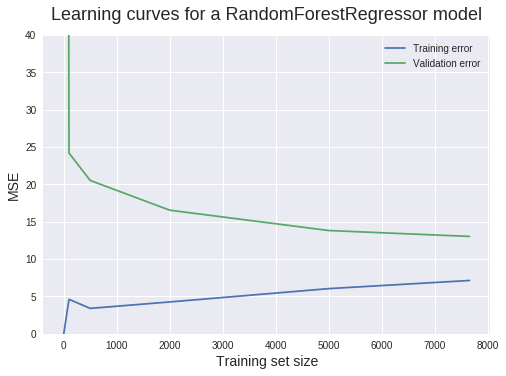 Learning curves for a RandomForestRegressor model
Training error
Validation error
MSE
40
35
30
25
20
15
10
5
0
0 1000 2000 3000 4000 5000 6000 7000 8000
Training set size